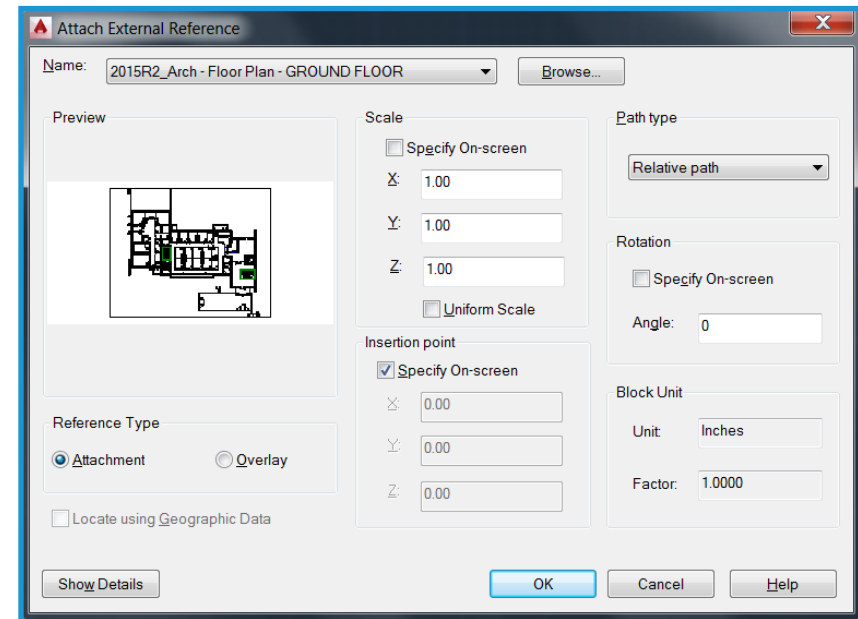 Attach External Reference
Name: 2015R2_Arch - Floor Plan - GROUND FLOOR Browse...
Preview
Reference Type
Attachment Overlay
Locate using Geographic Data
Scale
Specify On-screen
X: 1.00
Y: 1.00
Z: 1.00
Uniform Scale
Insertion point
Specify On-screen
X: 0.00
Y: 0.00
Z: 0.00
Path type
Relative path
Rotation
Specify On-screen
Angle: 0
Block Unit
Unit: Inches
Factor: 1.0000
Show Details OK Cancel Help